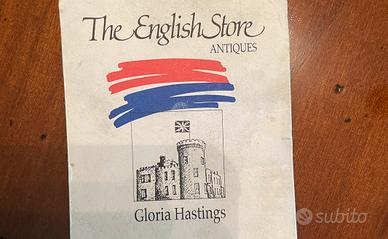 The English Store
ANTIQUES
Gloria Hastings
subito